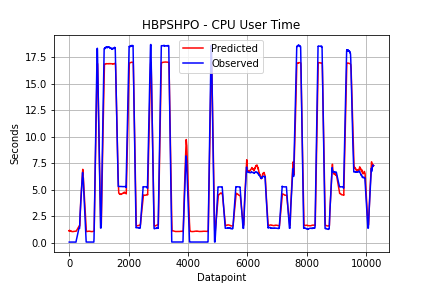 HBPSHPO - CPU User Time
Predicted
Observed
Seconds
17.5
15.0
12.5
10.0
7.5
5.0
2.5
0.0
0 2000 4000 6000 8000 10000
Datapoint